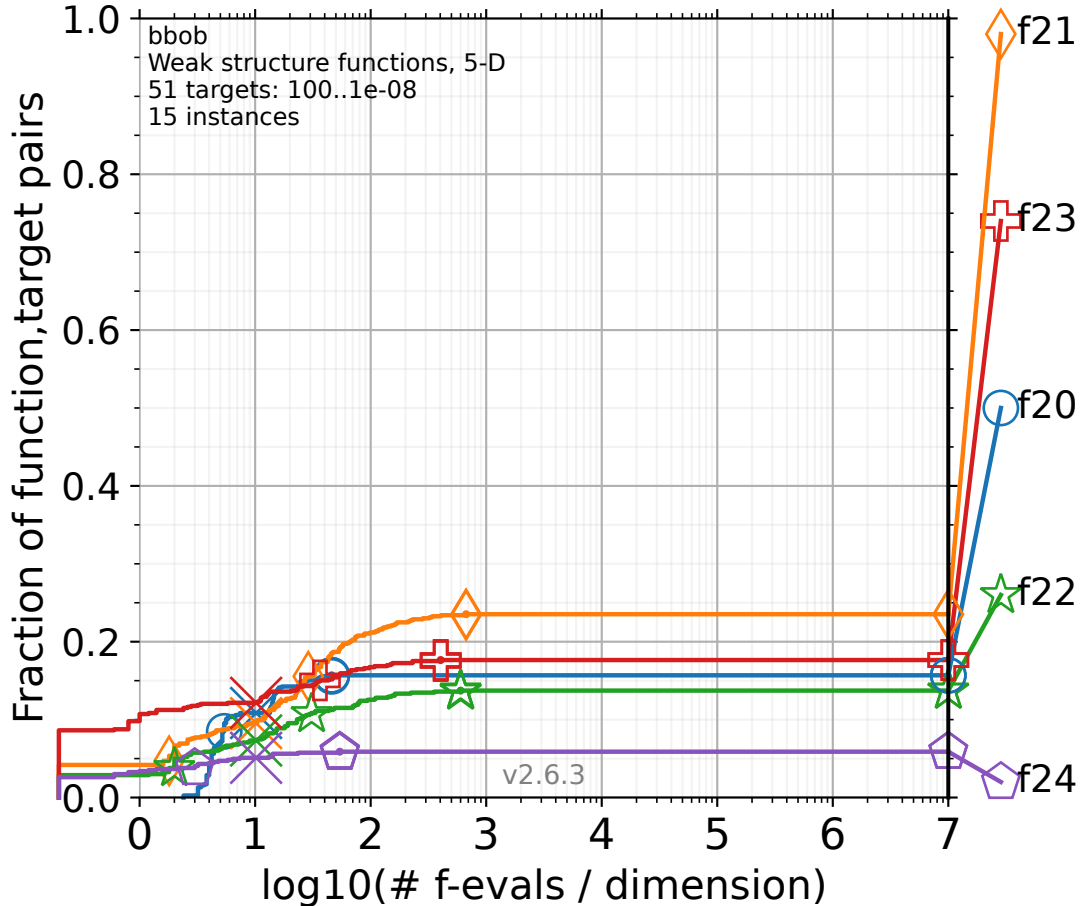 bbob
Weak structure functions, 5-D
51 targets: 100..1e-08
15 instances
Fraction of function,target pairs
1.0
0.8
0.6
0.4
0.2
0.0
f21
f23
f20
f22
f24
v2.6.3
0 1 2 3 4 5 6 7
log10(# f-evals / dimension)